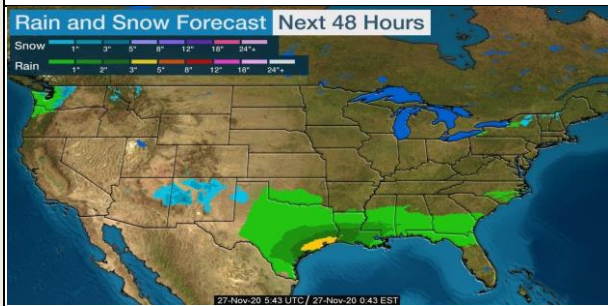 Rain and Snow Forecast Next 48 Hours
Snow 1" 3" 5" 8" 12" 18" 24"+
Rain 1" 2" 3" 5" 8" 12" 18" 24"+
27-Nov-20 5:43 UTC / 27-Nov-20 0:43 EST